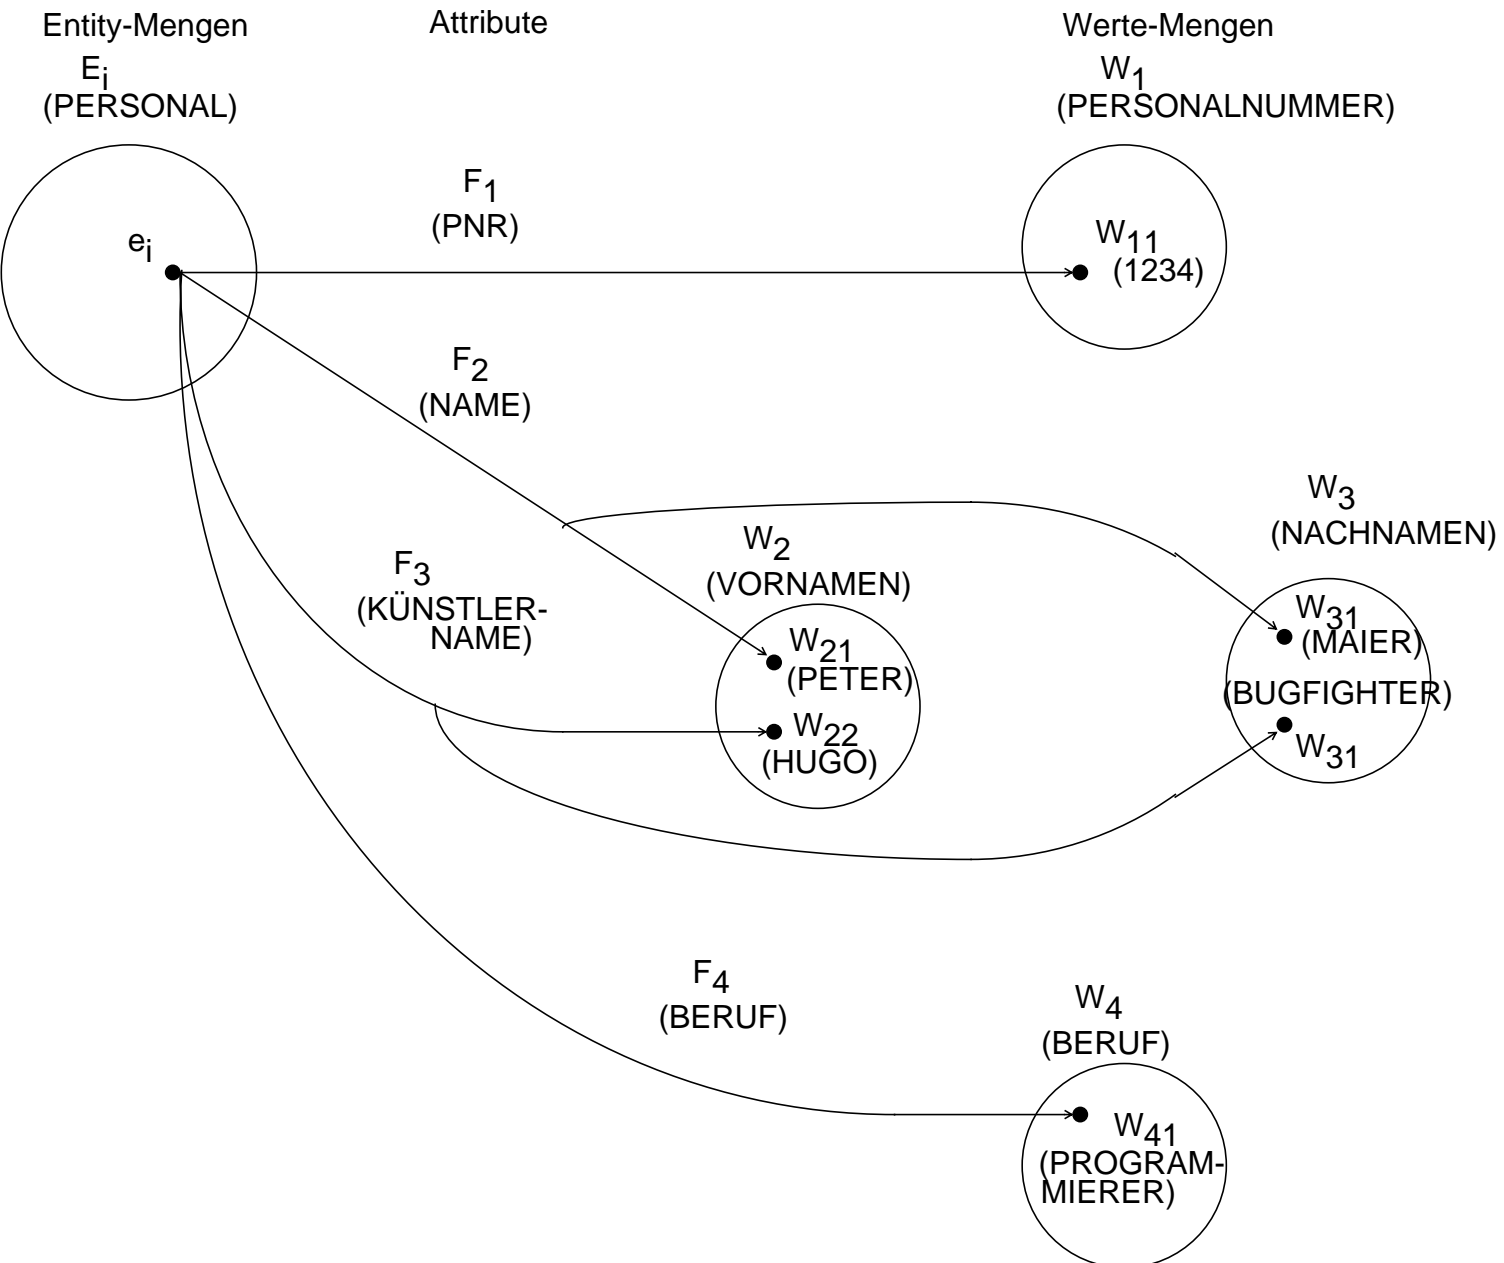 Entity-Mengen
Attribute
Werte-Mengen
Ei
(PERSONAL)
W1
(PERSONALNUMMER)
F1
(PNR)
ei
W11
(1234)
F2
(NAME)
W3
(NACHNAMEN)
W2
(VORNAMEN)
F3
(KÜNSTLER-
NAME)
W31
(MAIER)
W21
(PETER)
(BUGFIGHTER)
W22
(HUGO)
W31
F4
(BERUF)
W4
(BERUF)
W41
(PROGRAM-
MIERER)